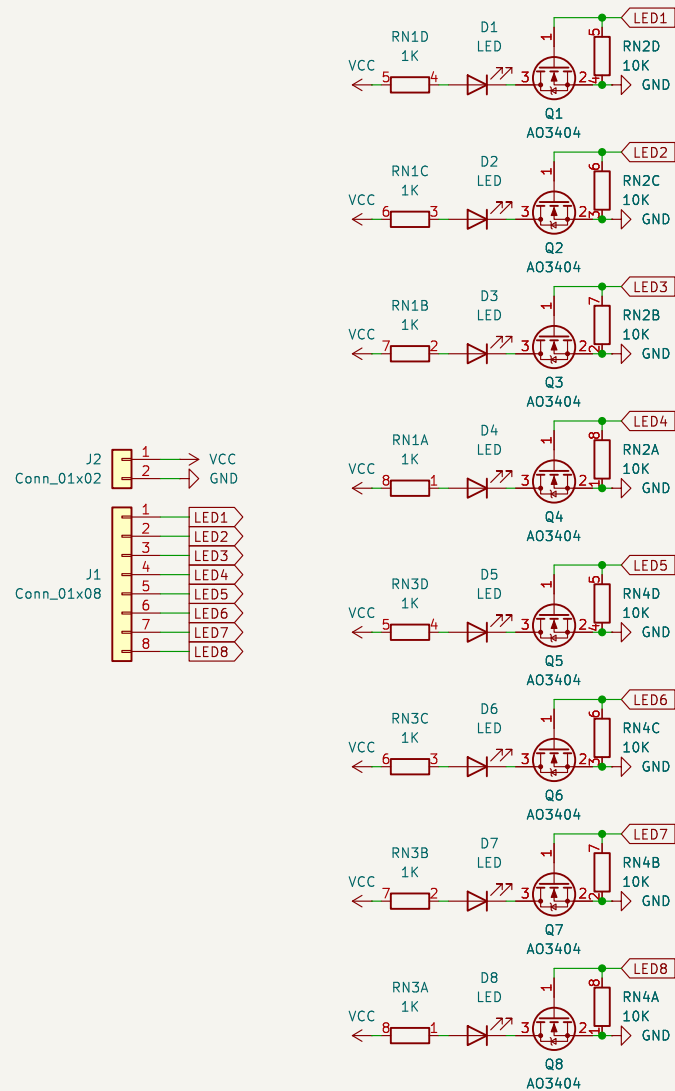 LED1
RN1D
1K
D1
LED
1
5
RN2D
10K
VCC
5
4
3
2
4
GND
Q1
AO3404
LED2
RN1C
1K
D2
LED
1
6
RN2C
10K
VCC
6
3
3
2
3
GND
Q2
AO3404
LED3
RN1B
1K
D3
LED
1
7
RN2B
10K
VCC
7
2
3
2
2
GND
Q3
AO3404
LED4
RN1A
1K
D4
LED
1
8
RN2A
10K
VCC
8
1
3
2
1
GND
Q4
AO3404
J2
Conn_01x02
1
VCC
2
GND
J1
Conn_01x08
1
LED1
2
LED2
3
LED3
4
LED4
5
LED5
6
LED6
7
LED7
8
LED8
LED5
RN3D
1K
D5
LED
1
5
RN4D
10K
VCC
5
4
3
2
4
GND
Q5
AO3404
LED6
RN3C
1K
D6
LED
1
6
RN4C
10K
VCC
6
3
3
2
3
GND
Q6
AO3404
LED7
RN3B
1K
D7
LED
1
7
RN4B
10K
VCC
7
2
3
2
2
GND
Q7
AO3404
LED8
RN3A
1K
D8
LED
1
8
RN4A
10K
VCC
8
1
3
2
1
GND
Q8
AO3404